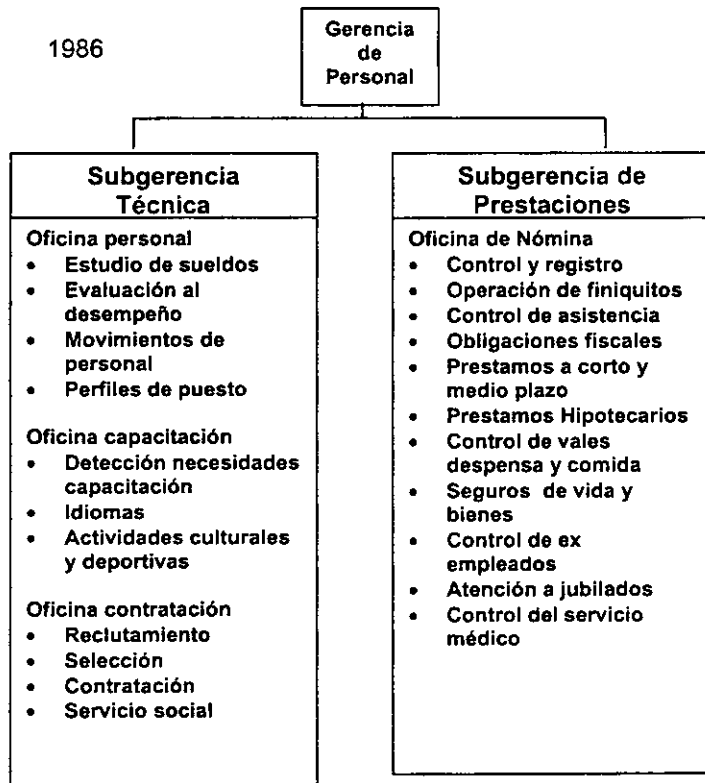 1986
Gerencia
de
Personal
Subgerencia
Técnica
Oficina personal
• Estudio de sueldos
• Evaluación al
desempeño
• Movimientos de
personal
• Perfiles de puesto
Oficina capacitación
• Detección necesidades
capacitación
• Idiomas
• Actividades culturales
y deportivas
Oficina contratación
• Reclutamiento
• Selección
• Contratación
• Servicio social
Subgerencia de
Prestaciones
Oficina de Nómina
• Control y registro
• Operación de finiquitos
• Control de asistencia
• Obligaciones fiscales
• Prestamos a corto y
medio plazo
• Prestamos Hipotecarios
• Control de vales
despensa y comida
• Seguros de vida y
bienes
• Control de ex
empleados
• Atención a jubilados
• Control del servicio
médico